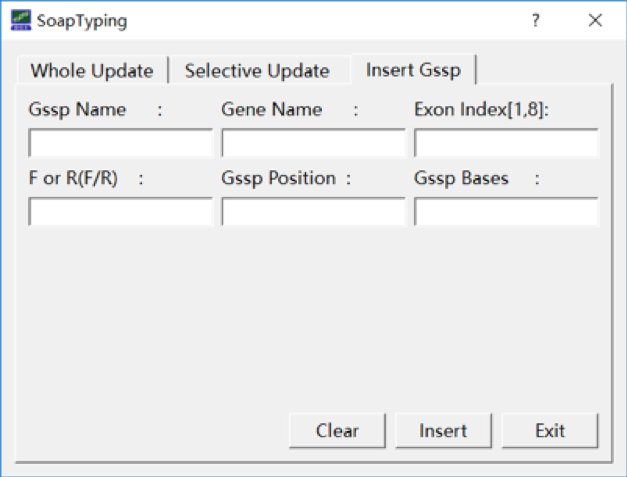 SoapTyping ?
Whole Update Selective Update Insert Gssp
Gssp Name : Gene Name : Exon Index[1,8]:
F or R(F/R) : Gssp Position : Gssp Bases :
Clear Insert Exit